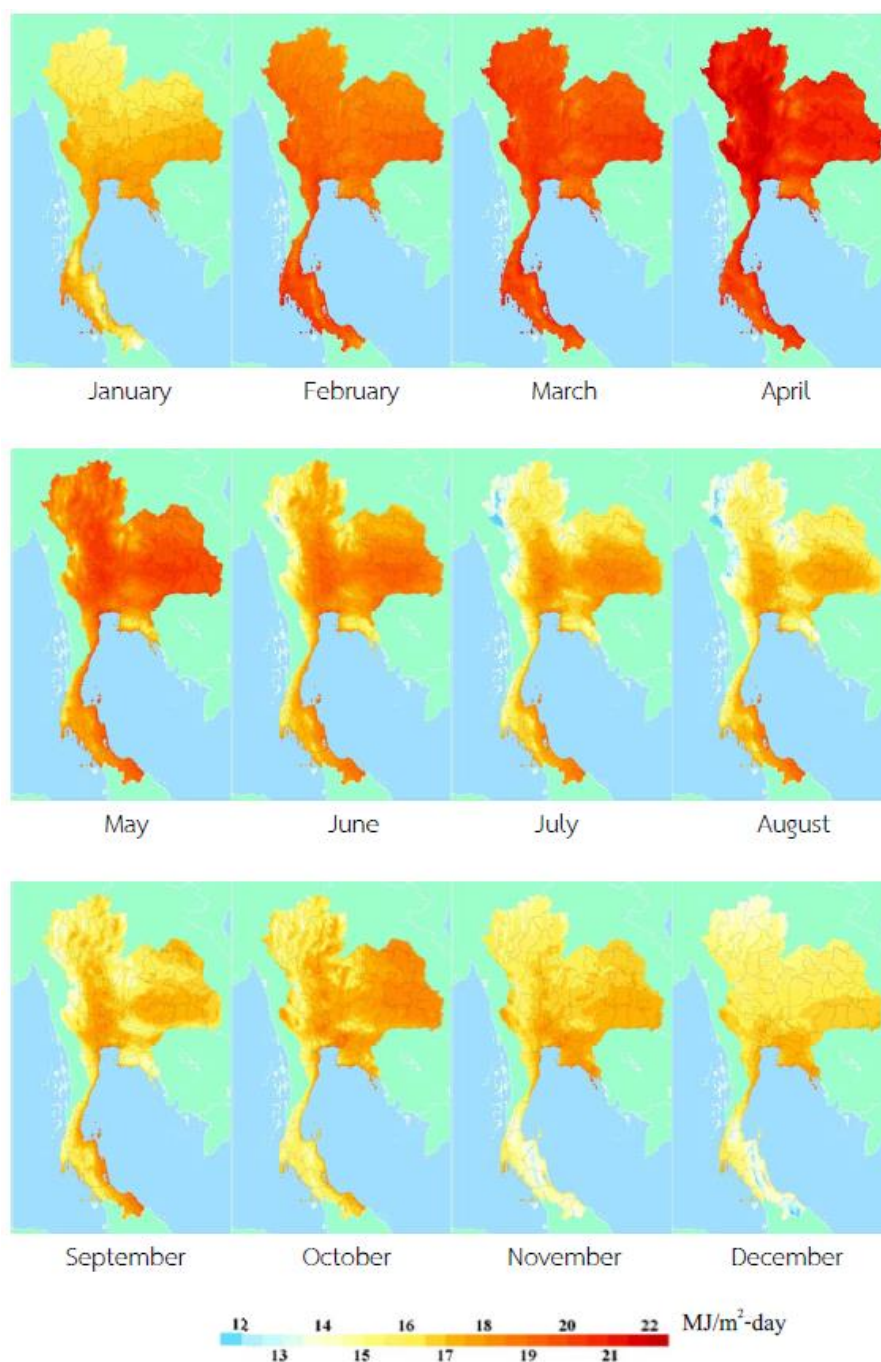 January February March April
May June July August
September October November December
12 14 16 18 20 22 MJ/m²-day
13 15 17 19 21